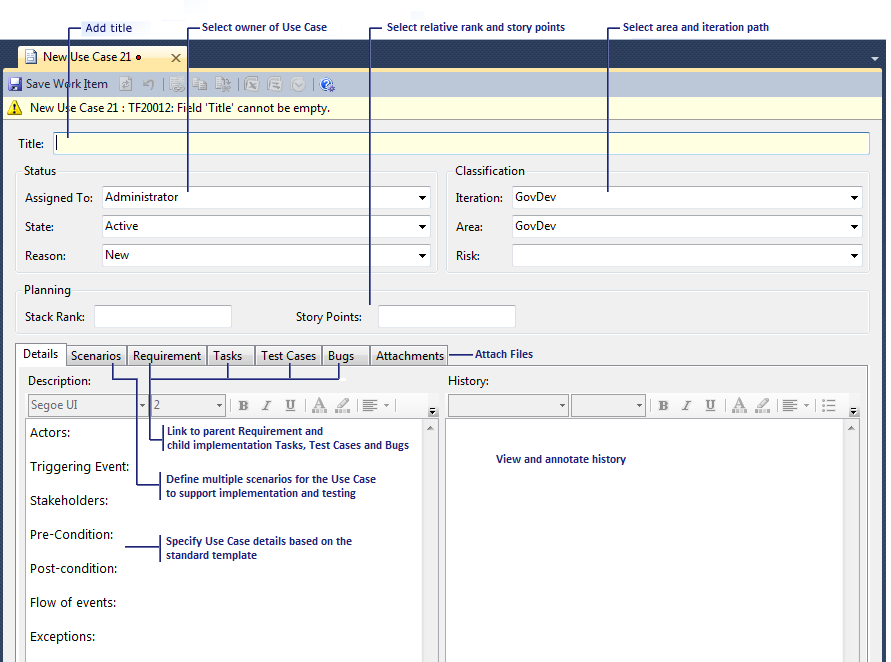 Add title
Select owner of Use Case
Select relative rank and story points
Select area and iteration path
New Use Case 21
Save Work Item
New Use Case 21 : TF20012: Field 'Title' cannot be empty.
Title:
Status
Classification
Assigned To: Administrator
Iteration: GovDev
State: Active
Area: GovDev
Reason: New
Risk:
Planning
Stack Rank:
Story Points:
Details Scenarios Requirement Tasks Test Cases Bugs Attachments
Attach Files
Description:
History:
Segoe UI 2 B I U A
B I U A
Actors:
Link to parent Requirement and
child implementation Tasks, Test Cases and Bugs
View and annotate history
Triggering Event:
Define multiple scenarios for the Use Case
to support implementation and testing
Stakeholders:
Pre-Condition:
Specify Use Case details based on the
standard template
Post-condition:
Flow of events:
Exceptions: